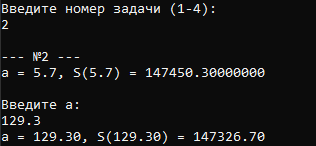 Введите номер задачи (1-4):
2
--- №2 ---
a = 5.7, S(5.7) = 147450.30000000
Введите a:
129.3
a = 129.30, S(129.30) = 147326.70